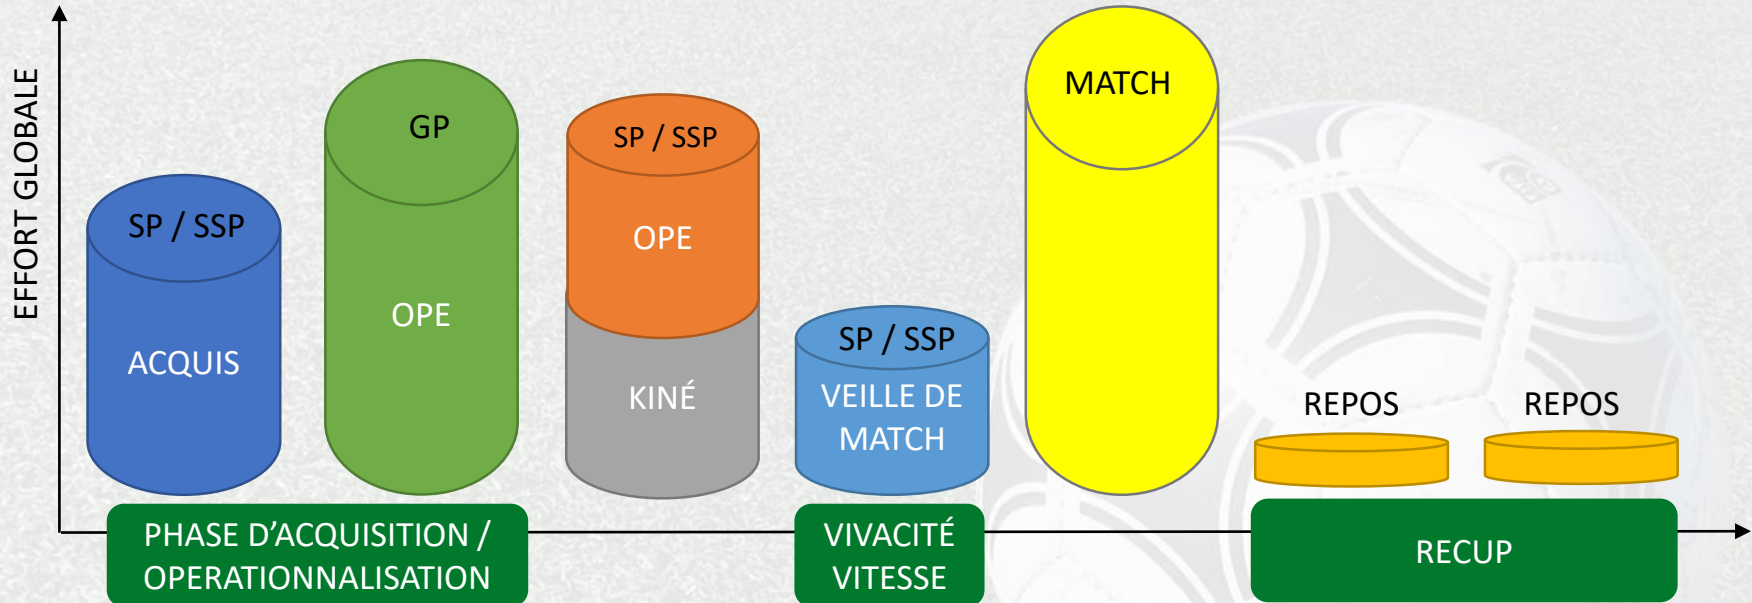 EFFORT GLOBALE
SP / SSP
ACQUIS
GP
OPE
SP / SSP
OPE
KINÉ
SP / SSP
VEILLE DE
MATCH
MATCH
REPOS
REPOS
PHASE D’ACQUISITION /
OPERATIONNALISATION
VIVACITÉ
VITESSE
RECUP